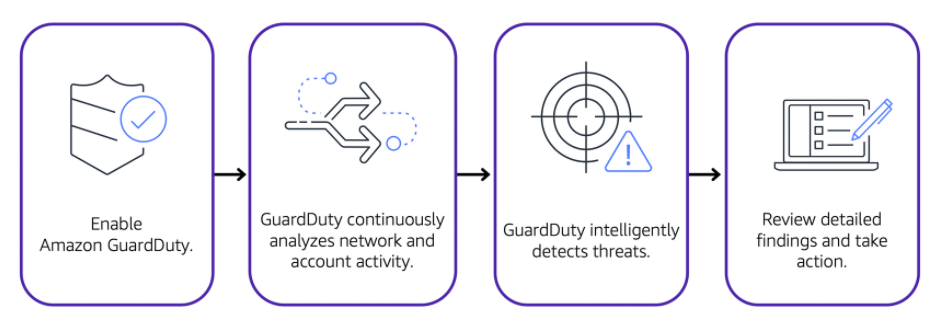 Enable
Amazon GuardDuty.
GuardDuty continuously
analyzes network and
account activity.
GuardDuty intelligently
detects threats.
Review detailed
findings and take
action.